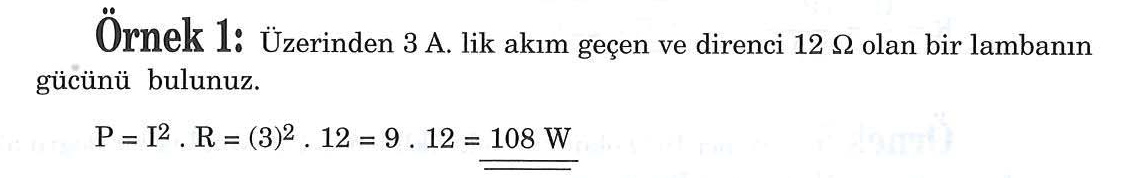 Örnek 1: Üzerinden 3 A. lik akım geçen ve direnci 12 Ω olan bir lambanın
gücünü bulunuz.
P = I² . R = (3)² . 12 = 9 . 12 = 108 W